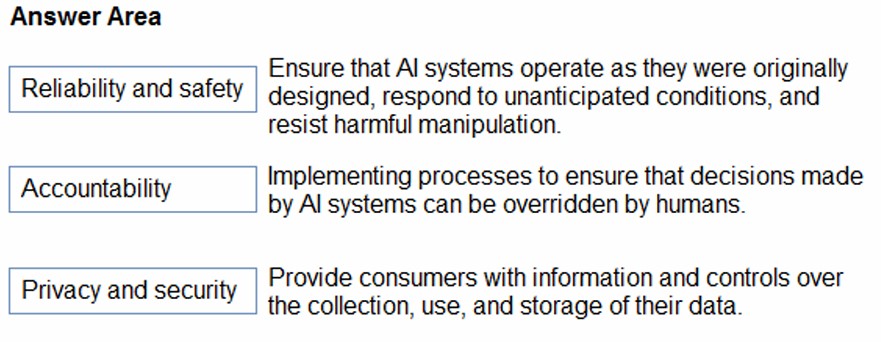 Answer Area
Reliability and safety
Ensure that AI systems operate as they were originally
designed, respond to unanticipated conditions, and
resist harmful manipulation.
Accountability
Implementing processes to ensure that decisions made
by AI systems can be overridden by humans.
Privacy and security
Provide consumers with information and controls over
the collection, use, and storage of their data.